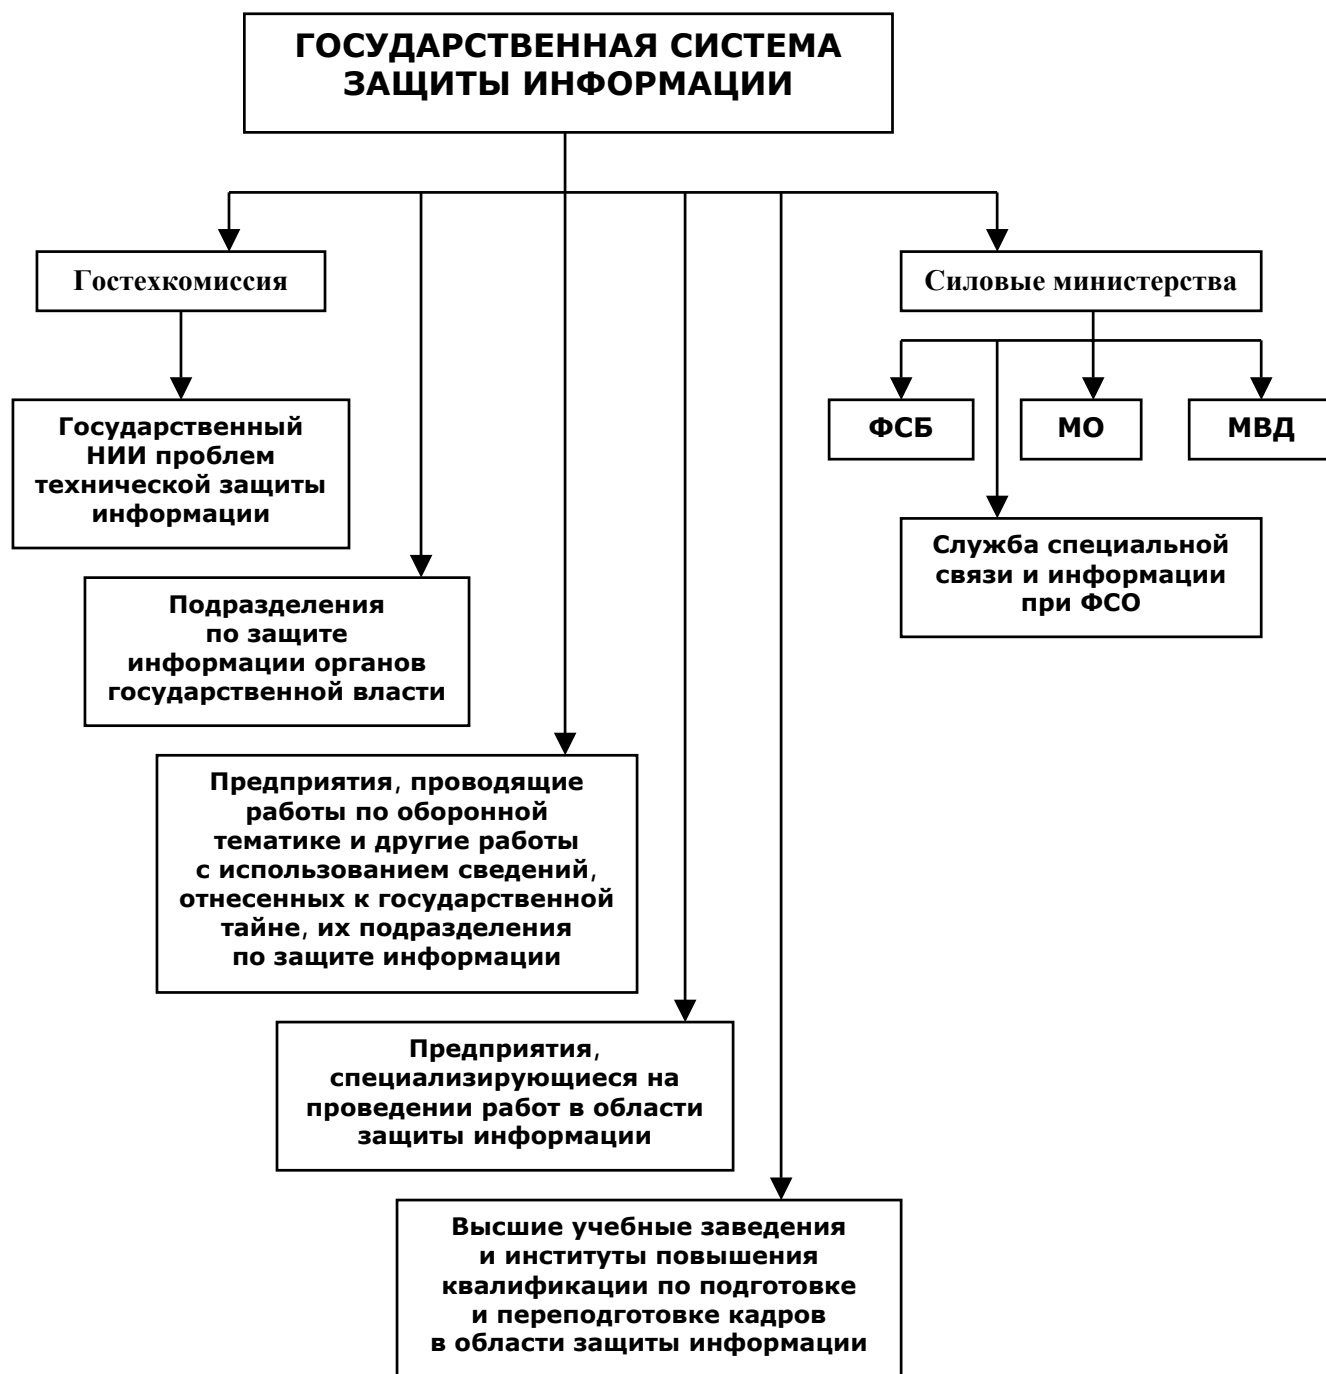 ГОСУДАРСТВЕННАЯ СИСТЕМА
ЗАЩИТЫ ИНФОРМАЦИИ
Гостехкомиссия
Силовые министерства
Государственный
НИИ проблем
технической защиты
информации
ФСБ
МО
МВД
Служба специальной
связи и информации
при ФСО
Подразделения
по защите
информации органов
государственной власти
Предприятия, проводящие
работы по оборонной
тематике и другие работы
с использованием сведений,
отнесенных к государственной
тайне, их подразделения
по защите информации
Предприятия,
специализирующиеся на
проведении работ в области
защиты информации
Высшие учебные заведения
и институты повышения
квалификации по подготовке
и переподготовке кадров
в области защиты информации